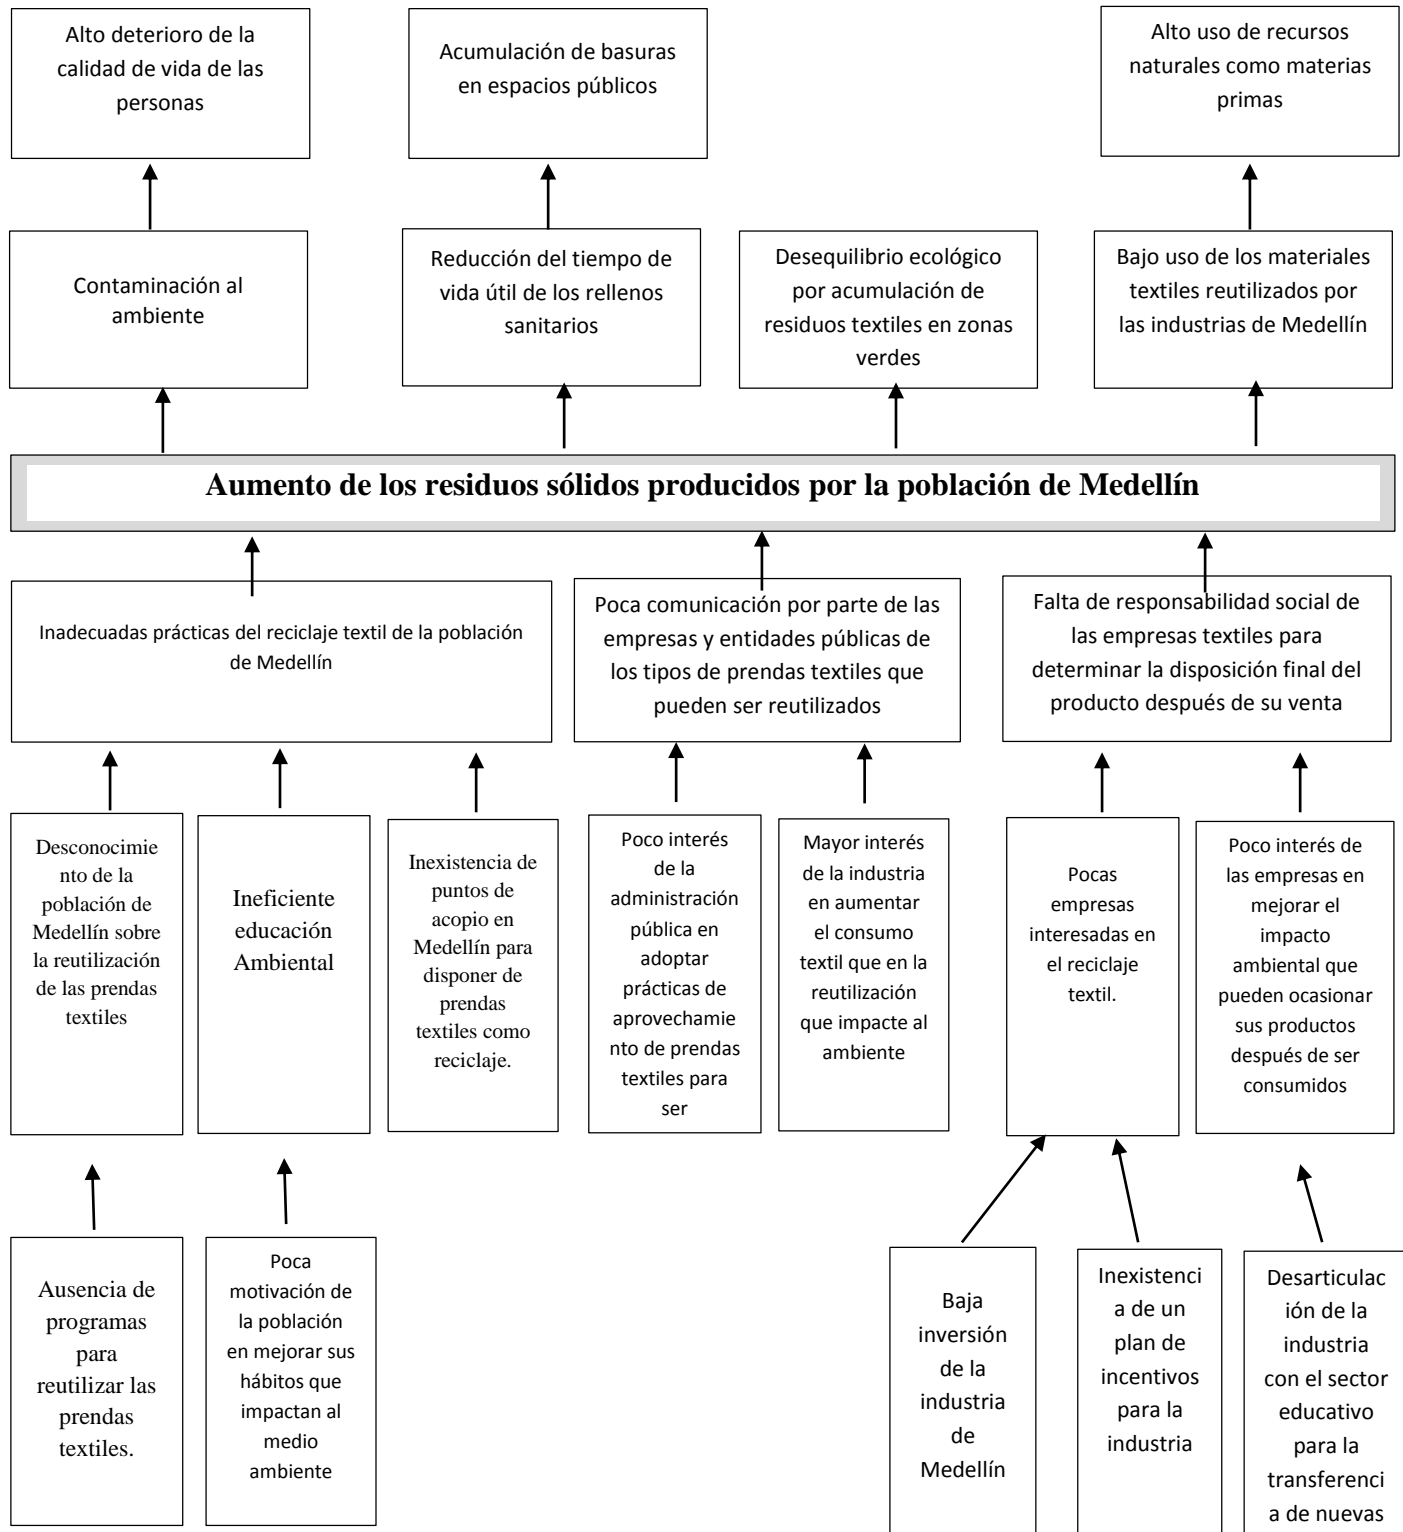 Alto deterioro de la
calidad de vida de las
personas
Acumulación de basuras
en espacios públicos
Alto uso de recursos
naturales como materias
primas
Contaminación al
ambiente
Reducción del tiempo de
vida útil de los rellenos
sanitarios
Desequilibrio ecológico
por acumulación de
residuos textiles en zonas
verdes
Bajo uso de los materiales
textiles reutilizados por
las industrias de Medellín
Aumento de los residuos sólidos producidos por la población de Medellín
Inadecuadas prácticas del reciclaje textil de la población
de Medellín
Poca comunicación por parte de las
empresas y entidades públicas de
los tipos de prendas textiles que
pueden ser reutilizados
Falta de responsabilidad social de
las empresas textiles para
determinar la disposición final del
producto después de su venta
Desconocimie
nto de la
población de
Medellín sobre
la reutilización
de las prendas
textiles
Ineficiente
educación
Ambiental
Inexistencia de
puntos de
acopio en
Medellín para
disponer de
prendas
textiles como
reciclaje.
Poco interés
de la
administración
pública en
adoptar
prácticas de
aprovechamie
nto de prendas
textiles para
ser
Mayor interés
de la industria
en aumentar
el consumo
textil que en la
reutilización
que impacte al
ambiente
Pocas
empresas
interesadas en
el reciclaje
textil.
Poco interés de
las empresas en
mejorar el
impacto
ambiental que
pueden ocasionar
sus productos
después de ser
consumidos
Ausencia de
programas
para
reutilizar las
prendas
textiles.
Poca
motivación de
la población
en mejorar sus
hábitos que
impactan al
medio
ambiente
Baja
inversión
de la
industria
de
Medellín
Inexistenci
a de un
plan de
incentivos
para la
industria
Desarticulac
ión de la
industria
con el sector
educativo
para la
transferenci
a de nuevas